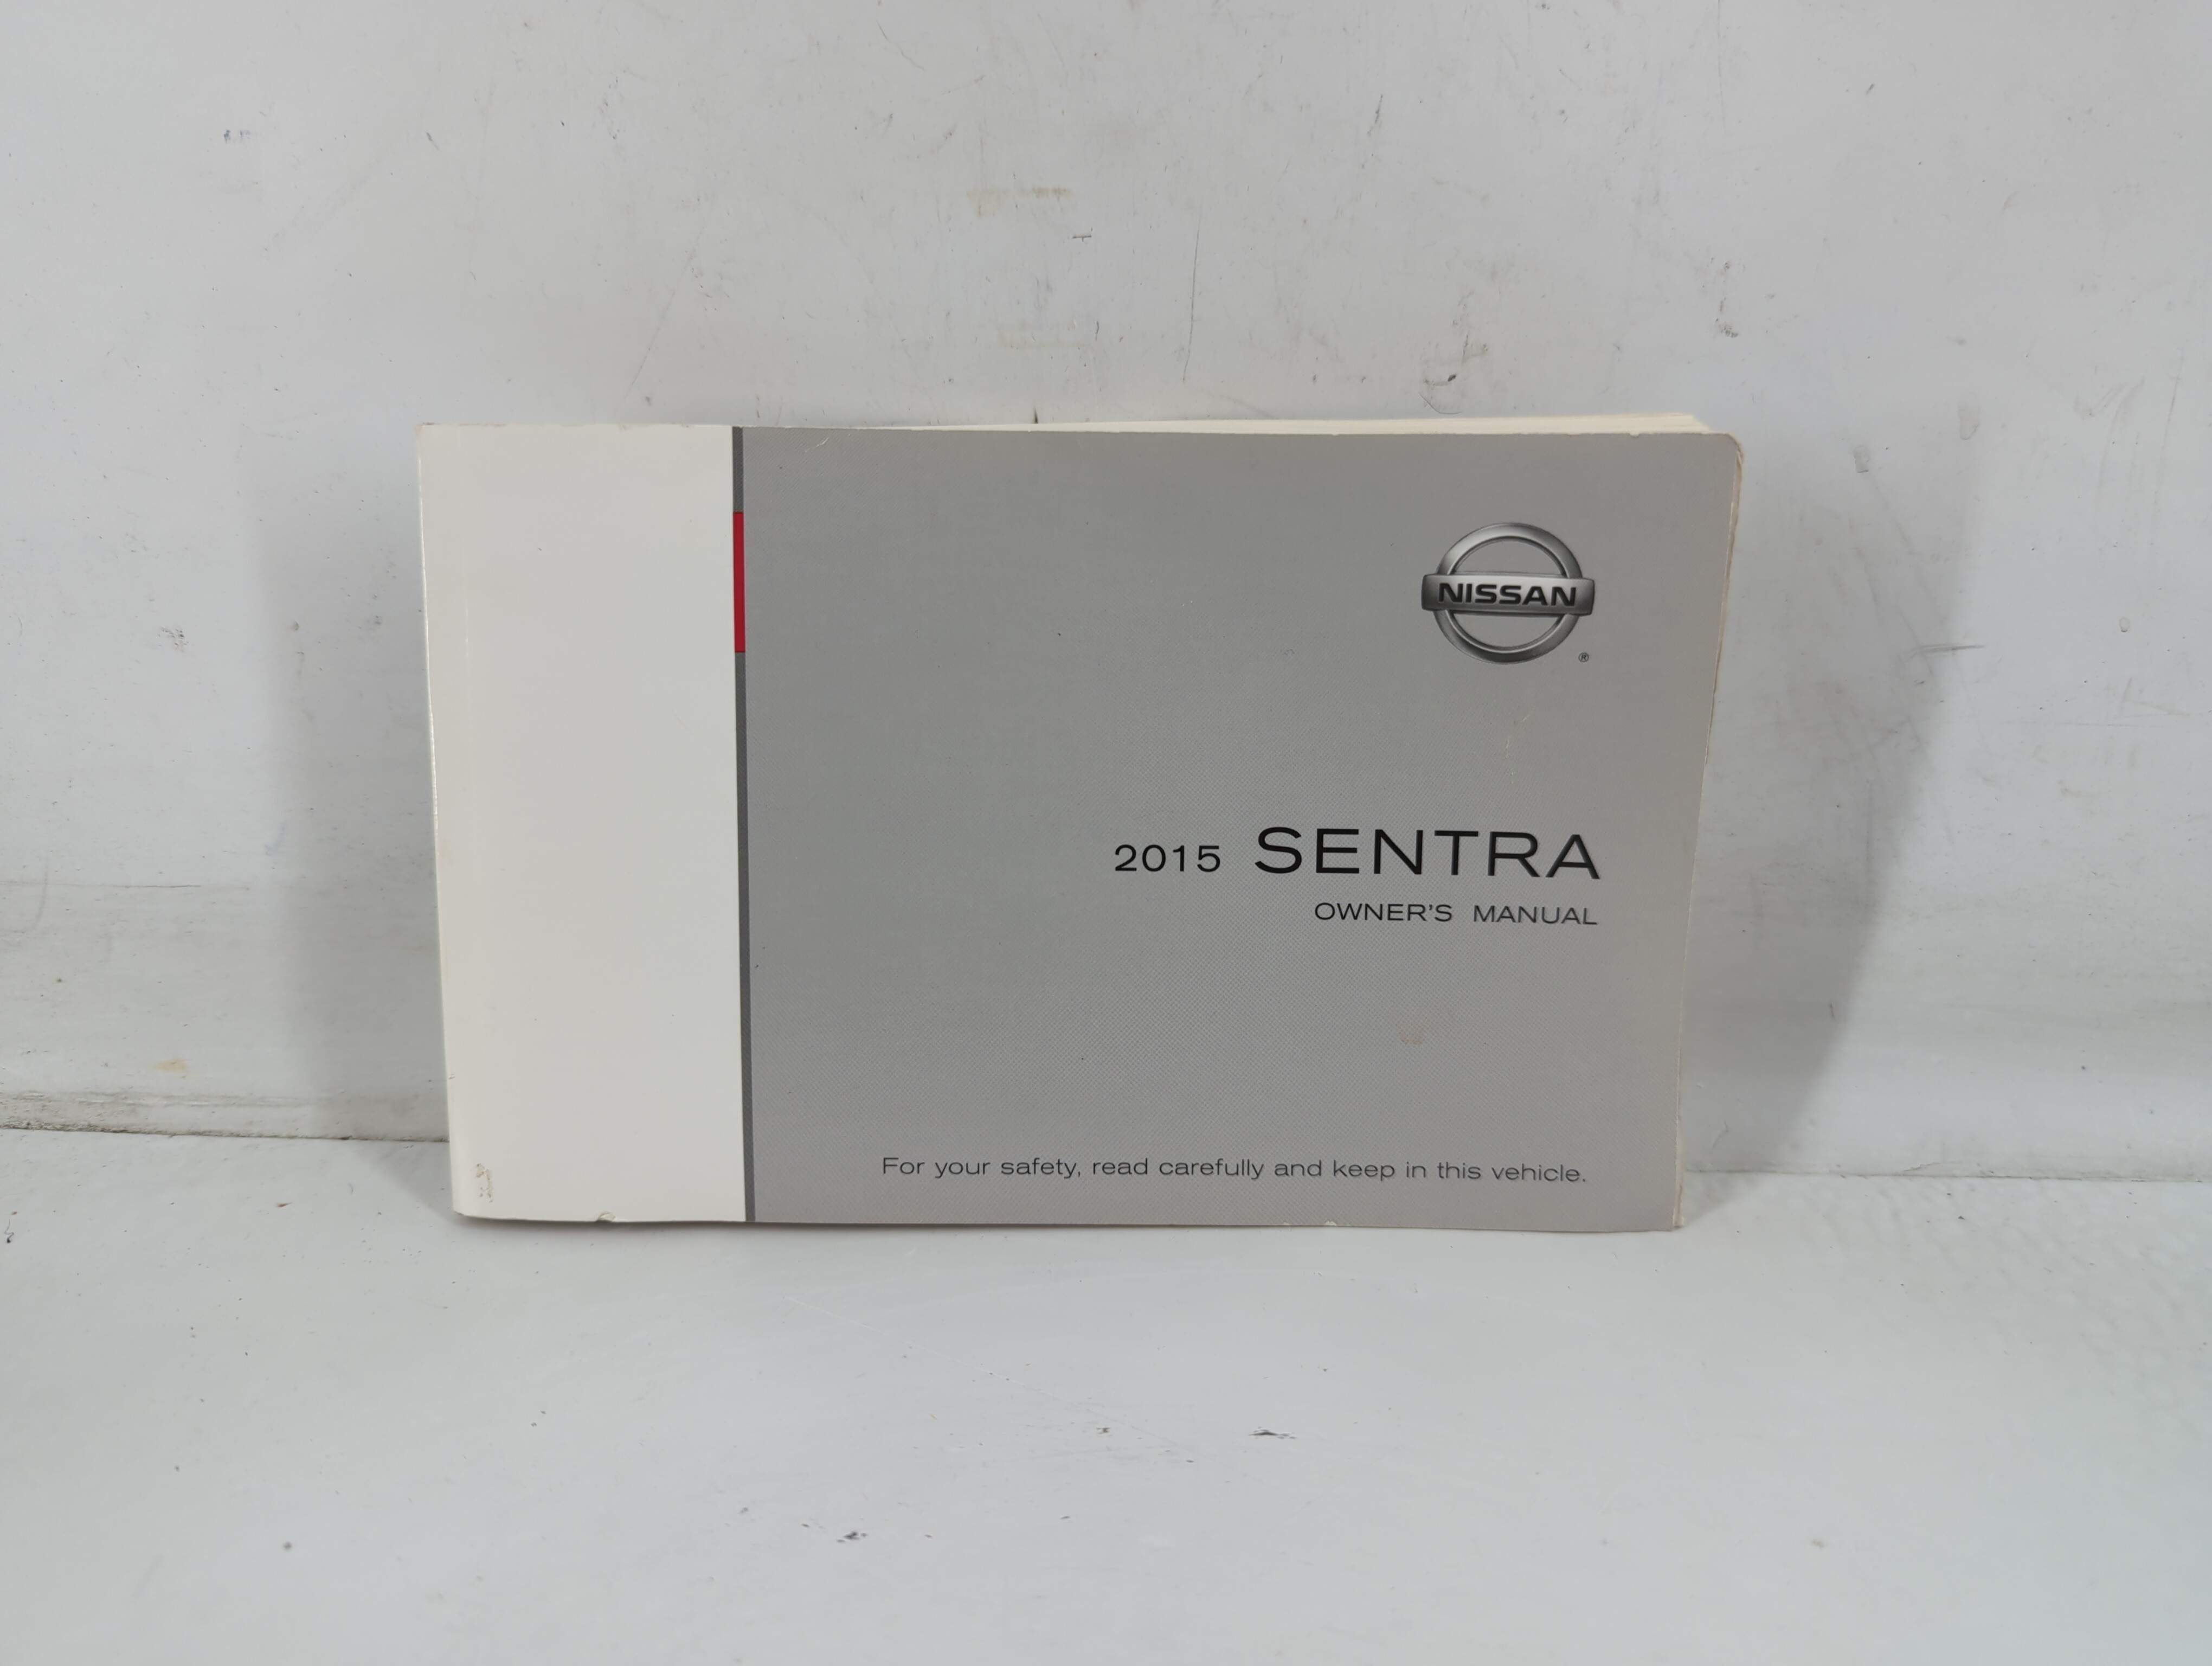 NISSAN
®
2015 SENTRA
OWNER'S MANUAL
For your safety, read carefully and keep in this vehicle.